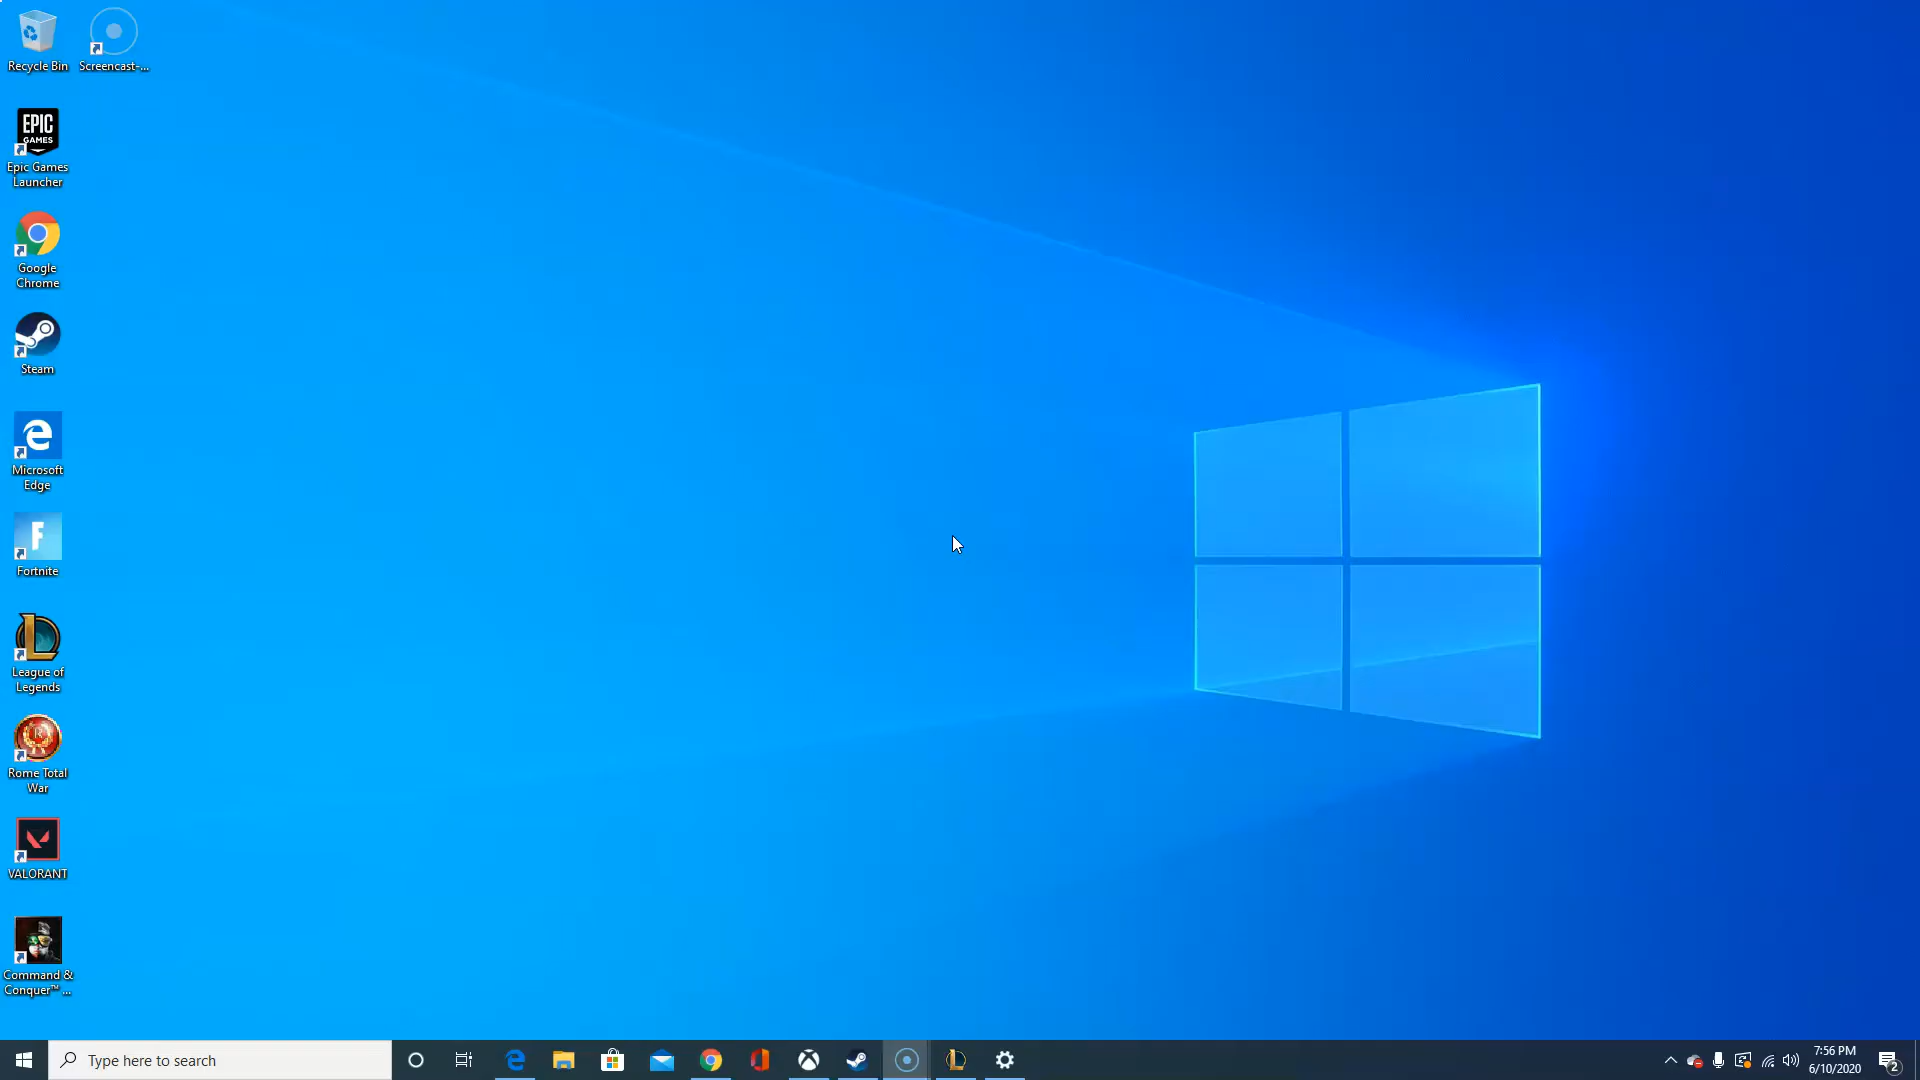 Recycle Bin
Screencast-...
EPIC
GAMES
Epic Games
Launcher
Google
Chrome
Steam
Microsoft
Edge
F
Fortnite
League of
Legends
Rome Total
War
VALORANT
Command &
Conquer™ ...
Type here to search
7:56 PM
6/10/2020
2